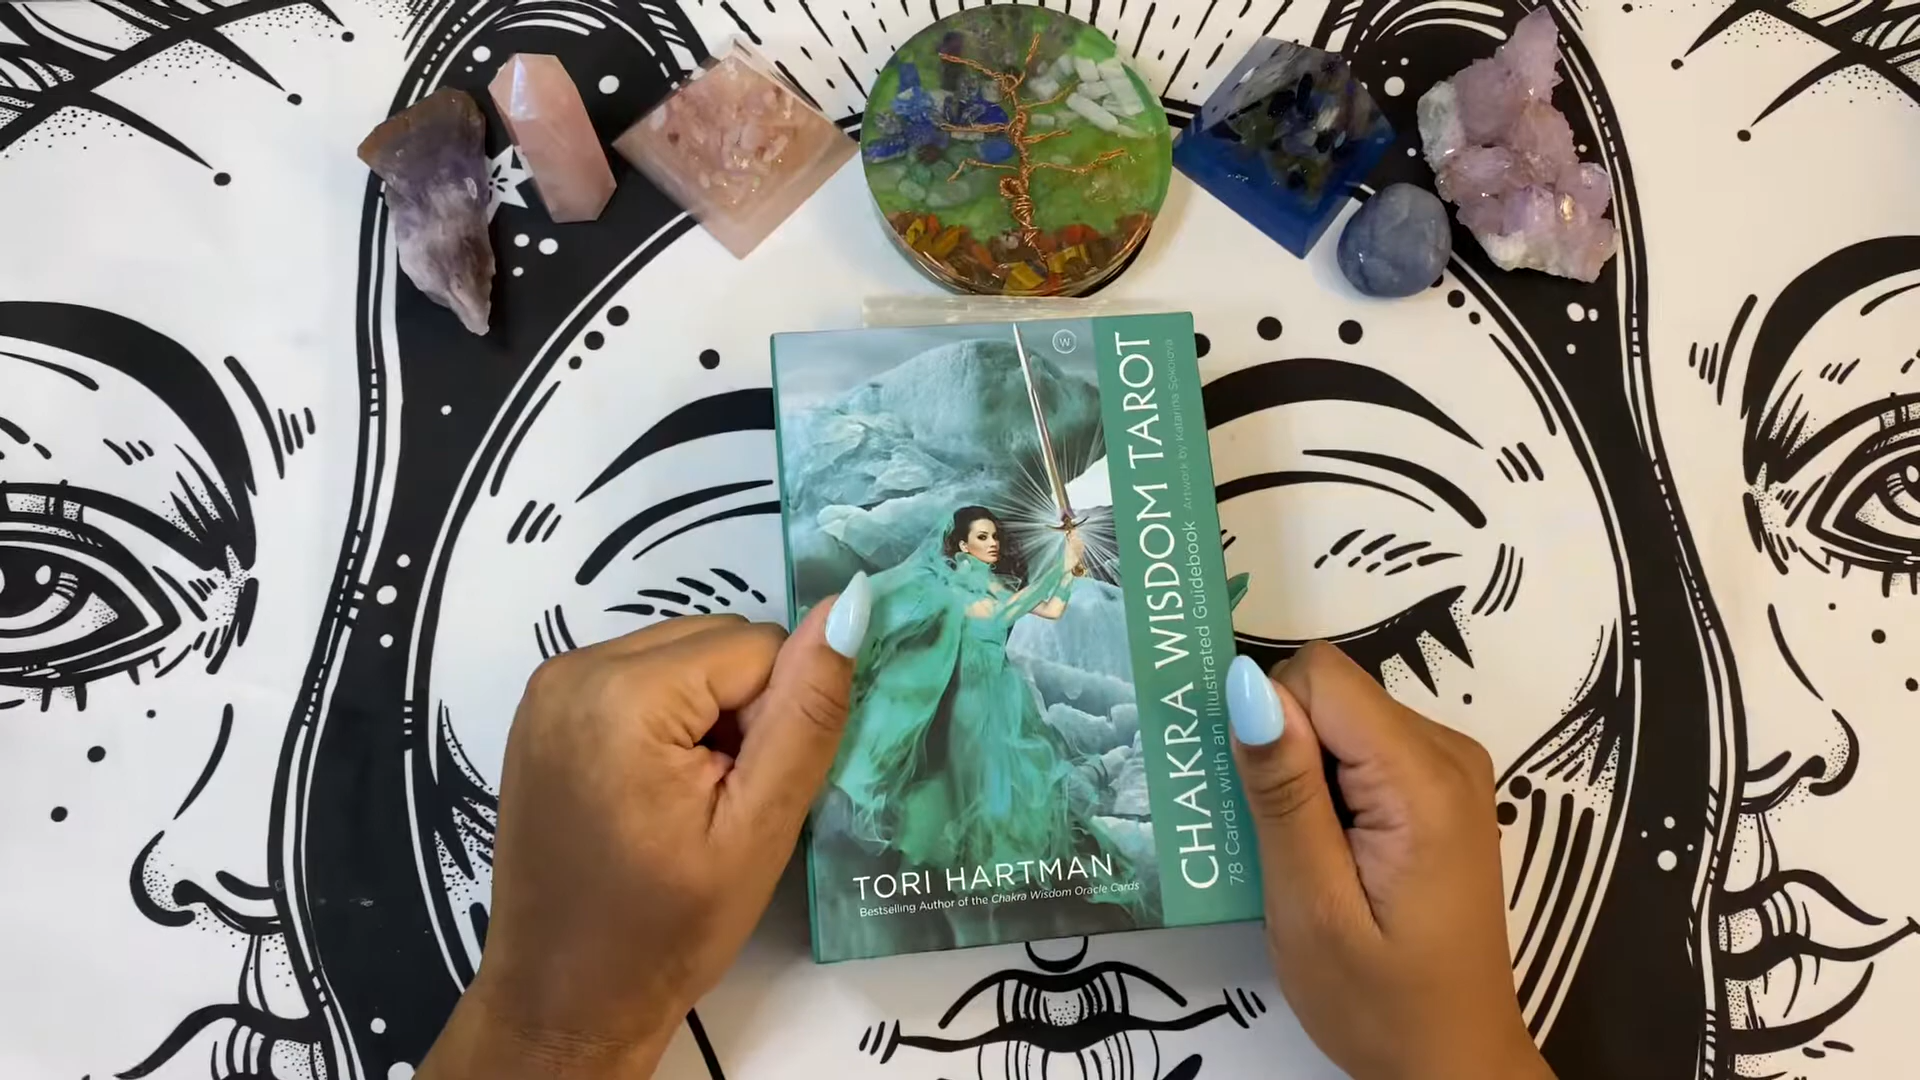 W
CHAKRA WISDOM TAROT
Artwork by Katarina Sokolova
78 Cards with an Illustrated Guidebook
TORI HARTMAN
Bestselling Author of the Chakra Wisdom Oracle Cards